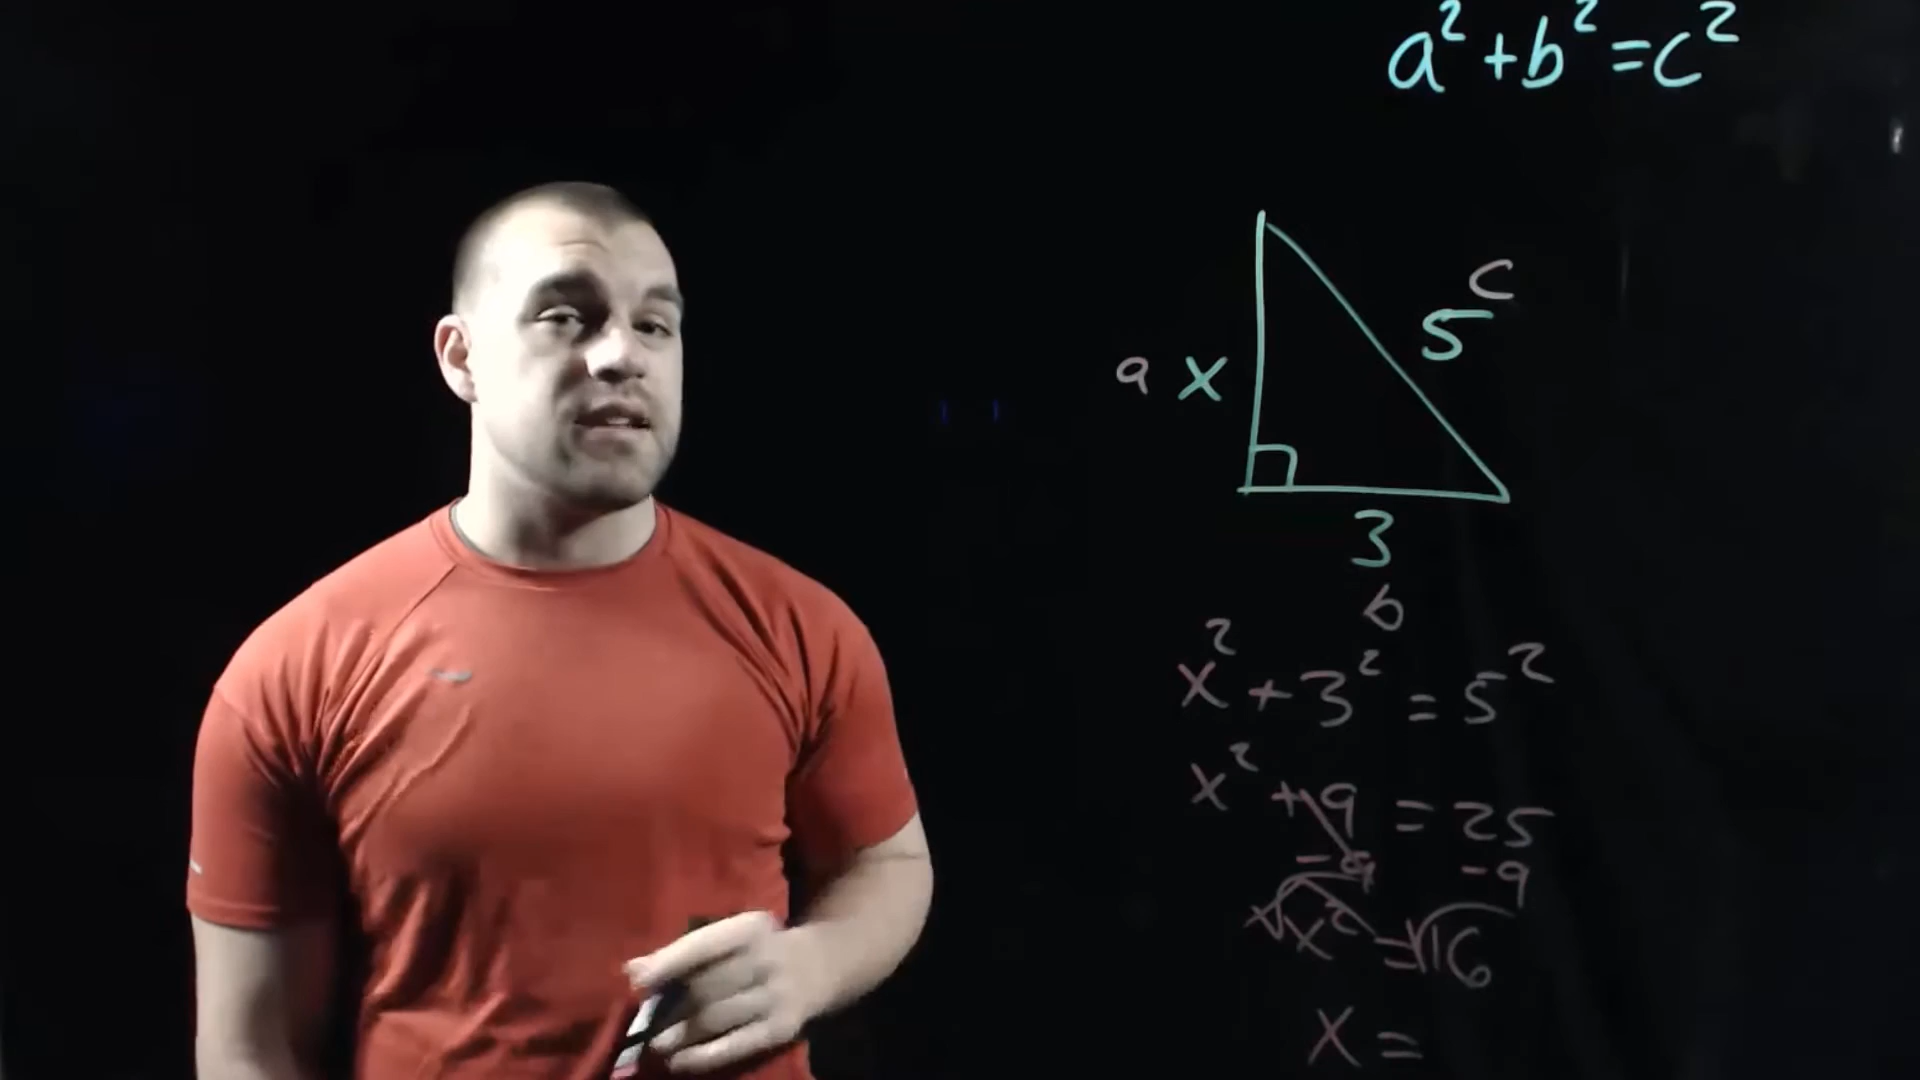 a² + b² = c²
c
5
a x
3
b
x² + 3² = 5²
x² + 9 = 25
- 9 - 9
√x² = √16
x =